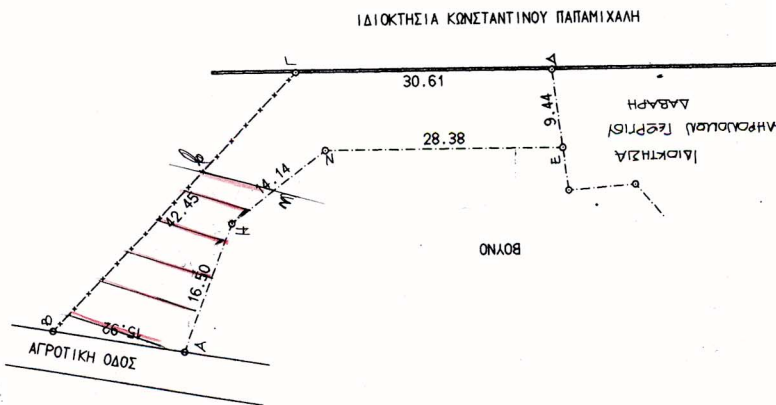 ΙΔΙΟΚΤΗΣΙΑ ΚΩΝΣΤΑΝΤΙΝΟΥ ΠΑΠΑΜΙΧΑΛΗ
Γ
Δ
30.61
9.44
ΙΔΙΟΚΤΗΣΙΑ
ΚΛΗΡΟΝΟΜΩΝ ΓΕΩΡΓΙΟΥ
ΔΑΒΑΡΗ
28.38
Ζ
Ε
14.14
42.45
Η
16.50
ΒΟΥΝΟ
Β
15.92
Α
ΑΓΡΟΤΙΚΗ ΟΔΟΣ